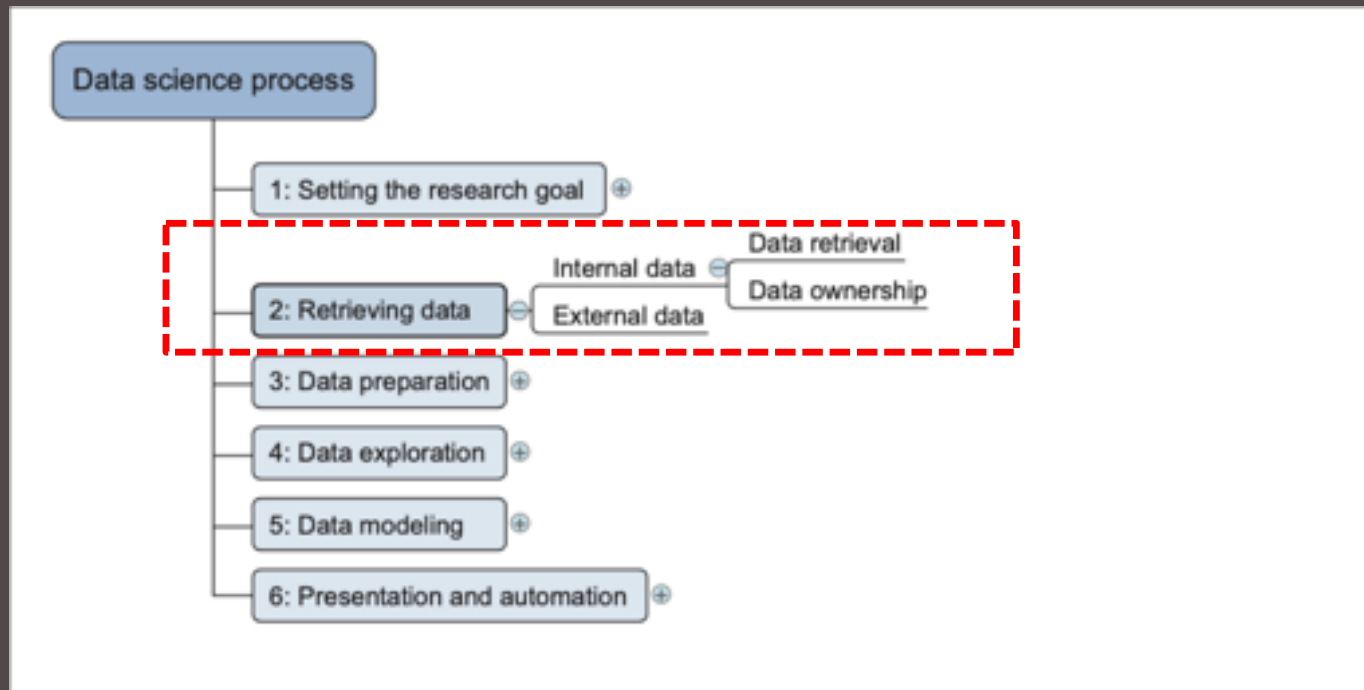 Data science process
1: Setting the research goal
2: Retrieving data
Internal data
External data
Data retrieval
Data ownership
3: Data preparation
4: Data exploration
5: Data modeling
6: Presentation and automation